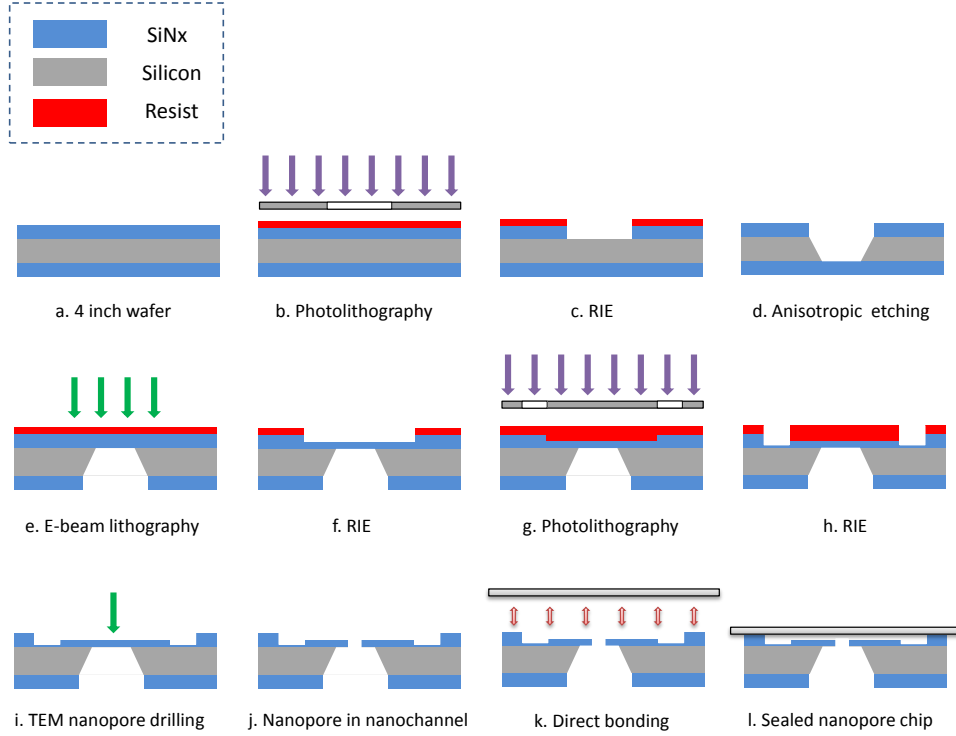 SiNx
Silicon
Resist
a. 4 inch wafer
b. Photolithography
c. RIE
d. Anisotropic etching
e. E-beam lithography
f. RIE
g. Photolithography
h. RIE
i. TEM nanopore drilling
j. Nanopore in nanochannel
k. Direct bonding
l. Sealed nanopore chip